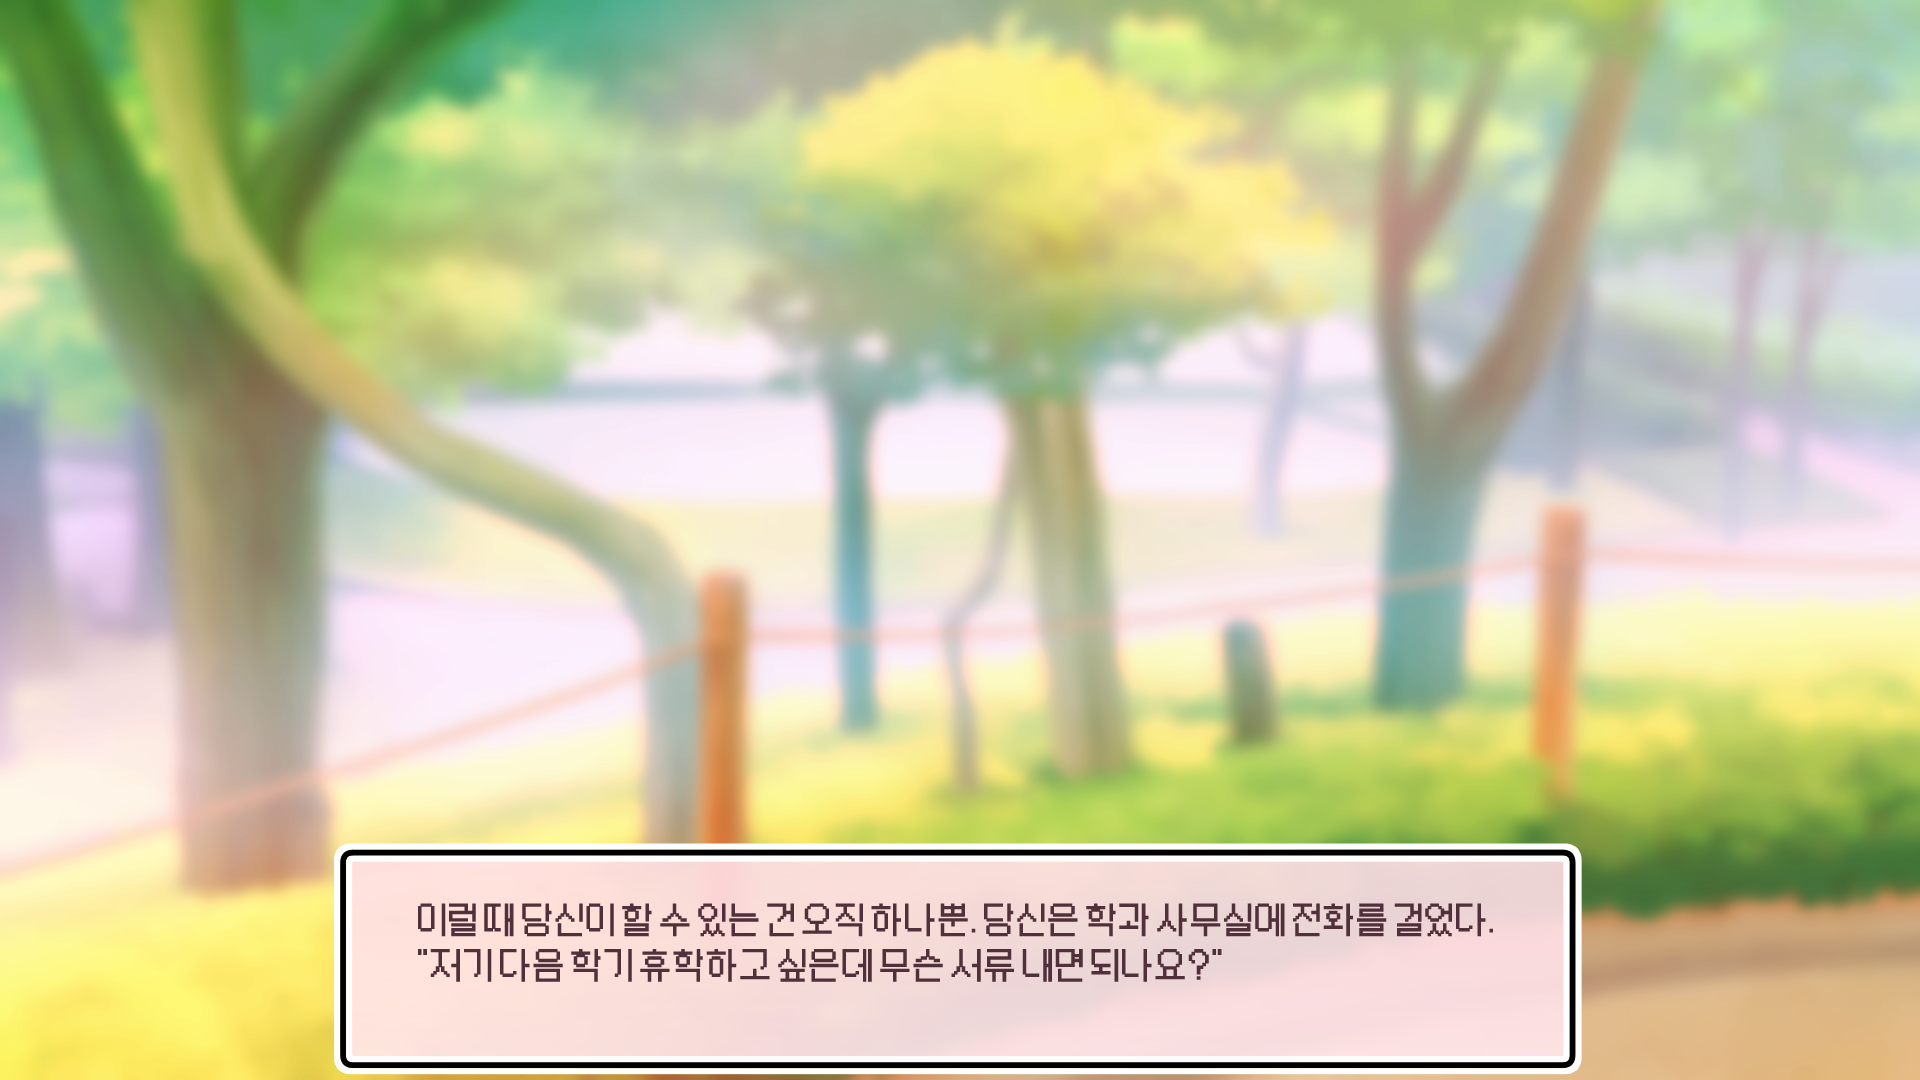 이럴 때 당신이 할 수 있는 건 오직 하나뿐. 당신은 학과 사무실에 전화를 걸었다.
"저기 다음 학기 휴학하고 싶은데 무슨 서류 내면 되나요?"